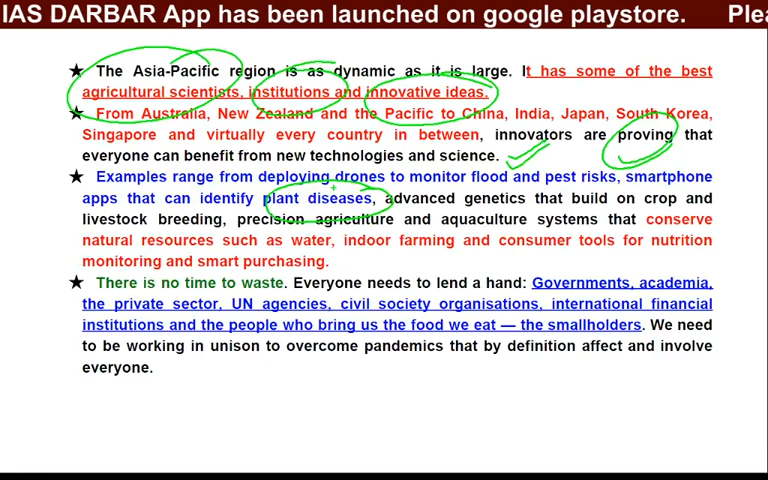 IAS DARBAR App has been launched on google playstore. Plea
★ The Asia-Pacific region is as dynamic as it is large. It has some of the best
agricultural scientists, institutions and innovative ideas.
★ From Australia, New Zealand and the Pacific to China, India, Japan, South Korea,
Singapore and virtually every country in between, innovators are proving that
everyone can benefit from new technologies and science.
★ Examples range from deploying drones to monitor flood and pest risks, smartphone
apps that can identify plant diseases, advanced genetics that build on crop and
livestock breeding, precision agriculture and aquaculture systems that conserve
natural resources such as water, indoor farming and consumer tools for nutrition
monitoring and smart purchasing.
★ There is no time to waste. Everyone needs to lend a hand: Governments, academia,
the private sector, UN agencies, civil society organisations, international financial
institutions and the people who bring us the food we eat — the smallholders. We need
to be working in unison to overcome pandemics that by definition affect and involve
everyone.